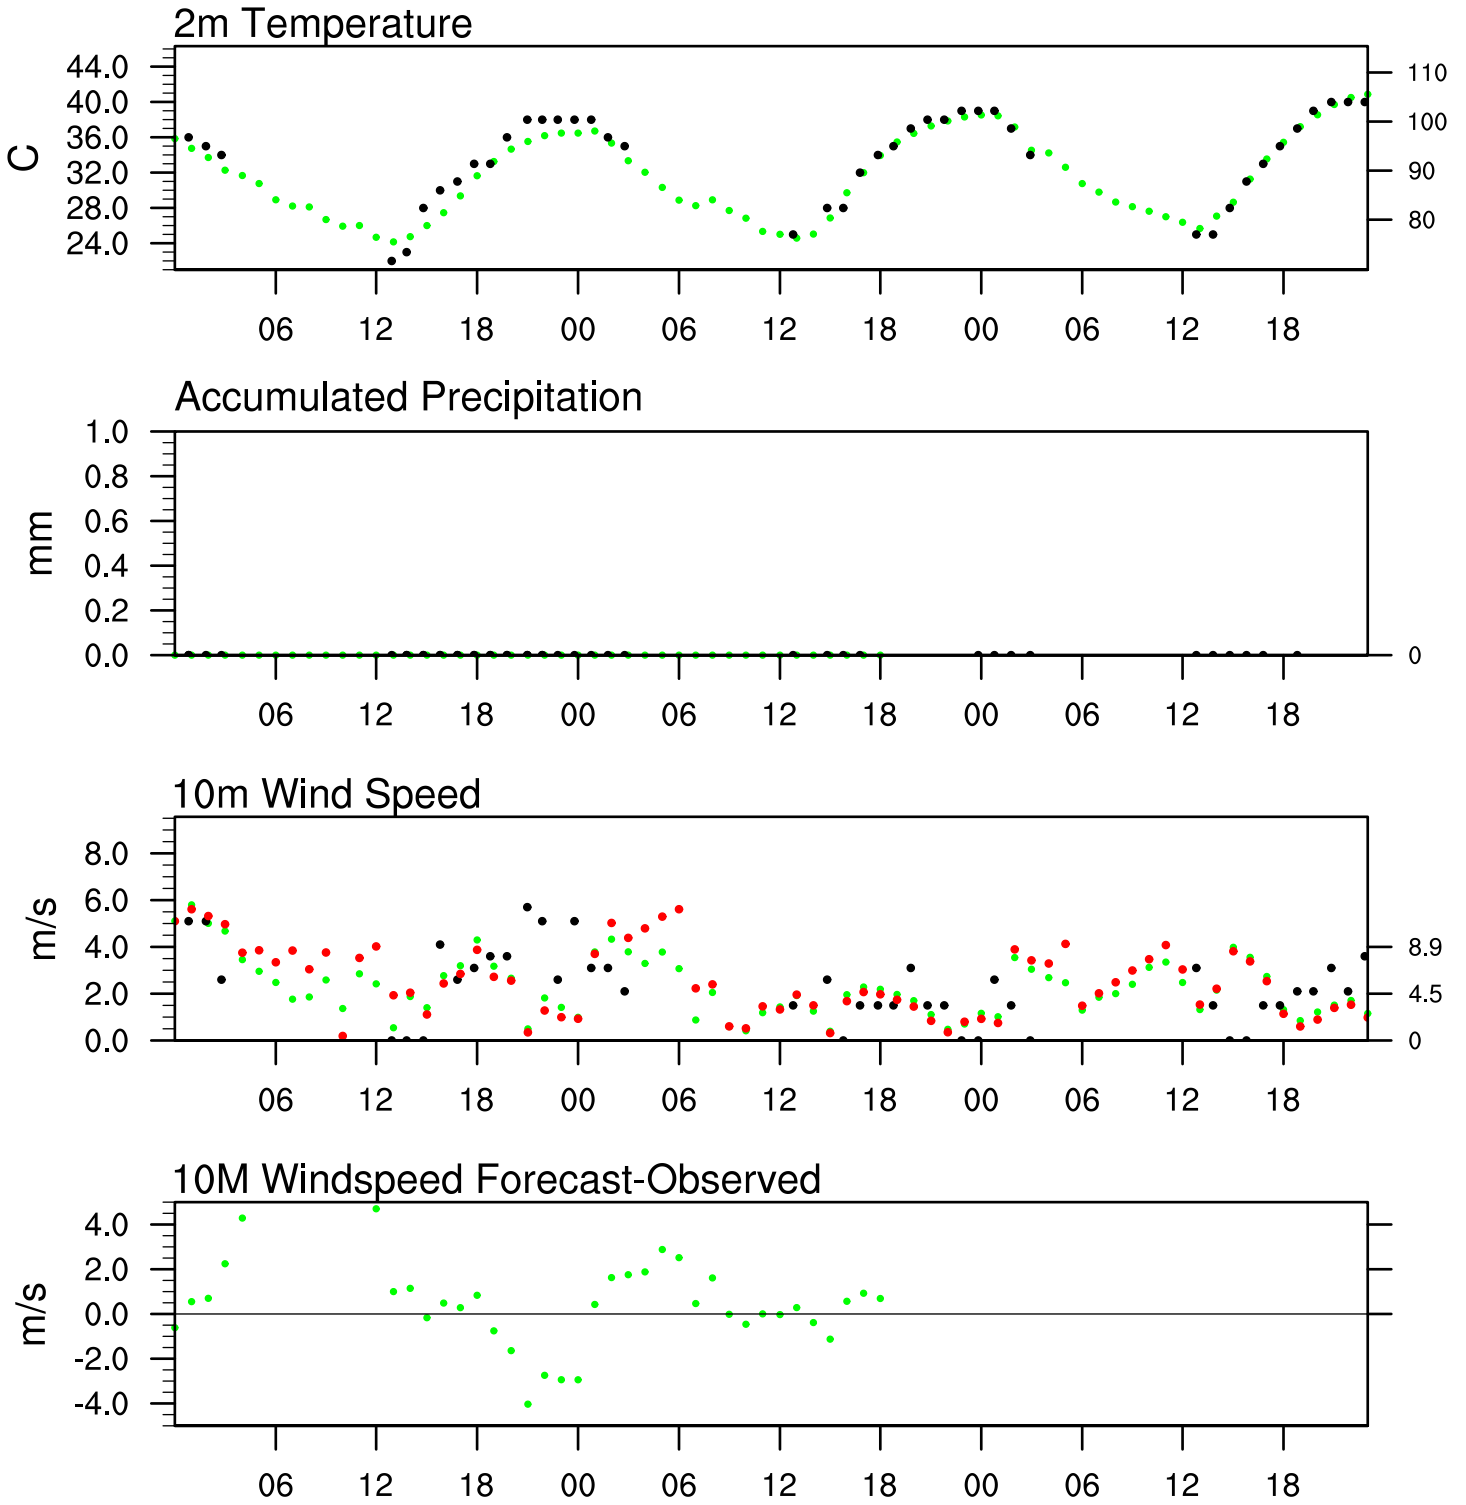 2m Temperature
44.0
40.0
36.0
32.0
28.0
24.0
C
110
100
90
80
06 12 18 00 06 12 18 00 06 12 18
Accumulated Precipitation
1.0
0.8
0.6
0.4
0.2
0.0
mm
0
06 12 18 00 06 12 18 00 06 12 18
10m Wind Speed
8.0
6.0
4.0
2.0
0.0
m/s
8.9
4.5
0
06 12 18 00 06 12 18 00 06 12 18
10M Windspeed Forecast-Observed
4.0
2.0
0.0
-2.0
-4.0
m/s
06 12 18 00 06 12 18 00 06 12 18